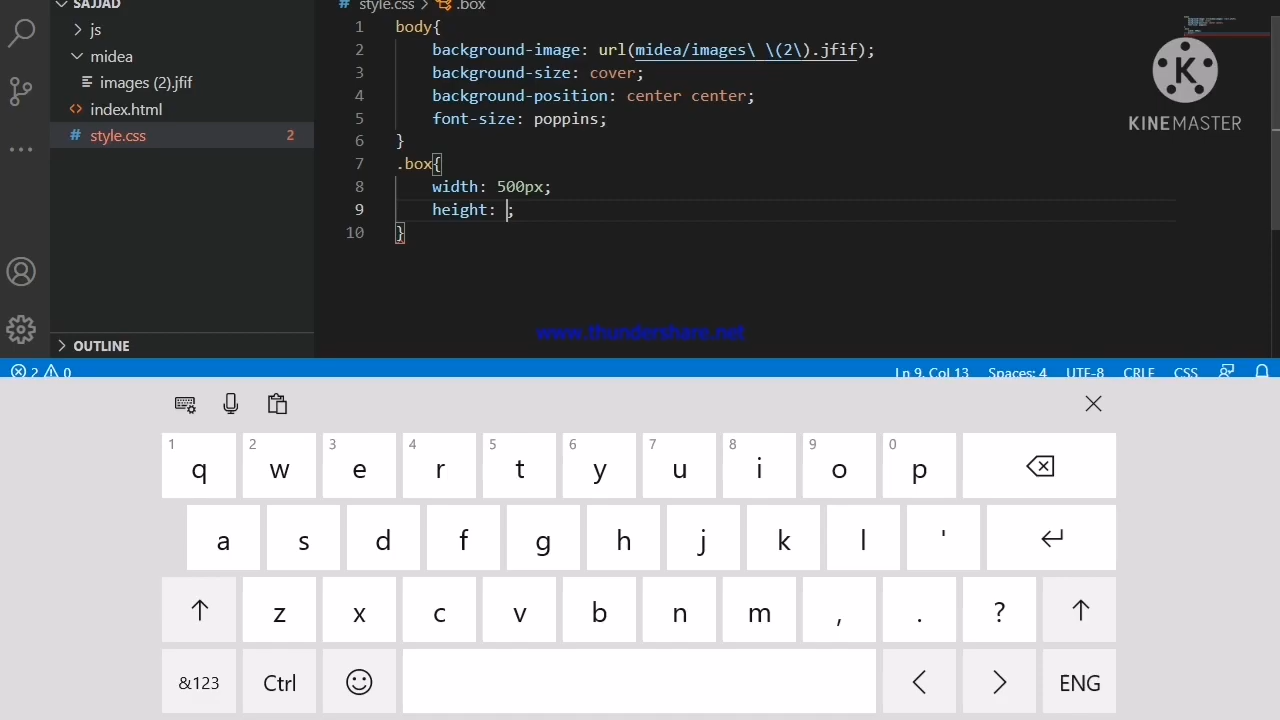 SAJJAD
js
midea
images (2).jfif
index.html
style.css 2
OUTLINE
style.css > .box
1 body{
2 background-image: url(midea/images\ \(2\).jfif);
3 background-size: cover;
4 background-position: center center;
5 font-size: poppins;
6 }
7 .box{
8 width: 500px;
9 height: ;
10 }
KINEMASTER
www.thundershare.net
2 0 Ln 9, Col 13 Spaces: 4 UTF-8 CRLF CSS
1 2 3 4 5 6 7 8 9 0
q w e r t y u i o p
a s d f g h j k l '
z x c v b n m , . ?
&123 Ctrl ENG